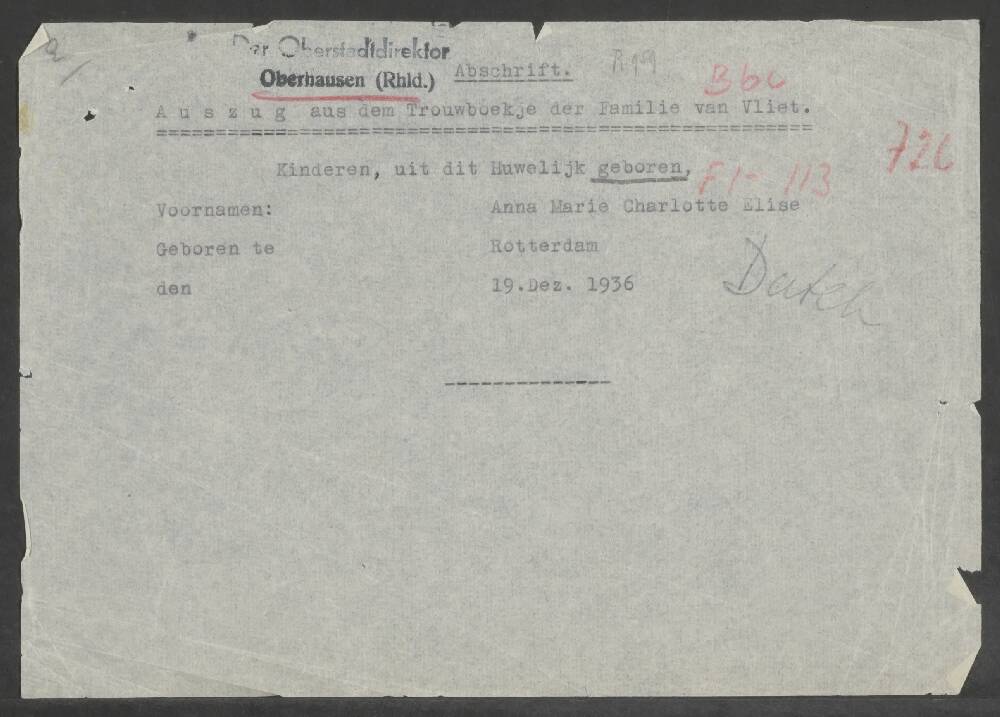 Der Oberstadtdirektor
Oberhausen (Rhld.)
Abschrift.
B6c
A u s z u g aus dem Trouwboekje der Familie van Vliet.
=======================================================
726
Kinderen, uit dit Huwelijk geboren,
F1- 113
Voornamen: Anna Marie Charlotte Elise
Geboren te Rotterdam
den 19.Dez. 1936
Dutch
--------------